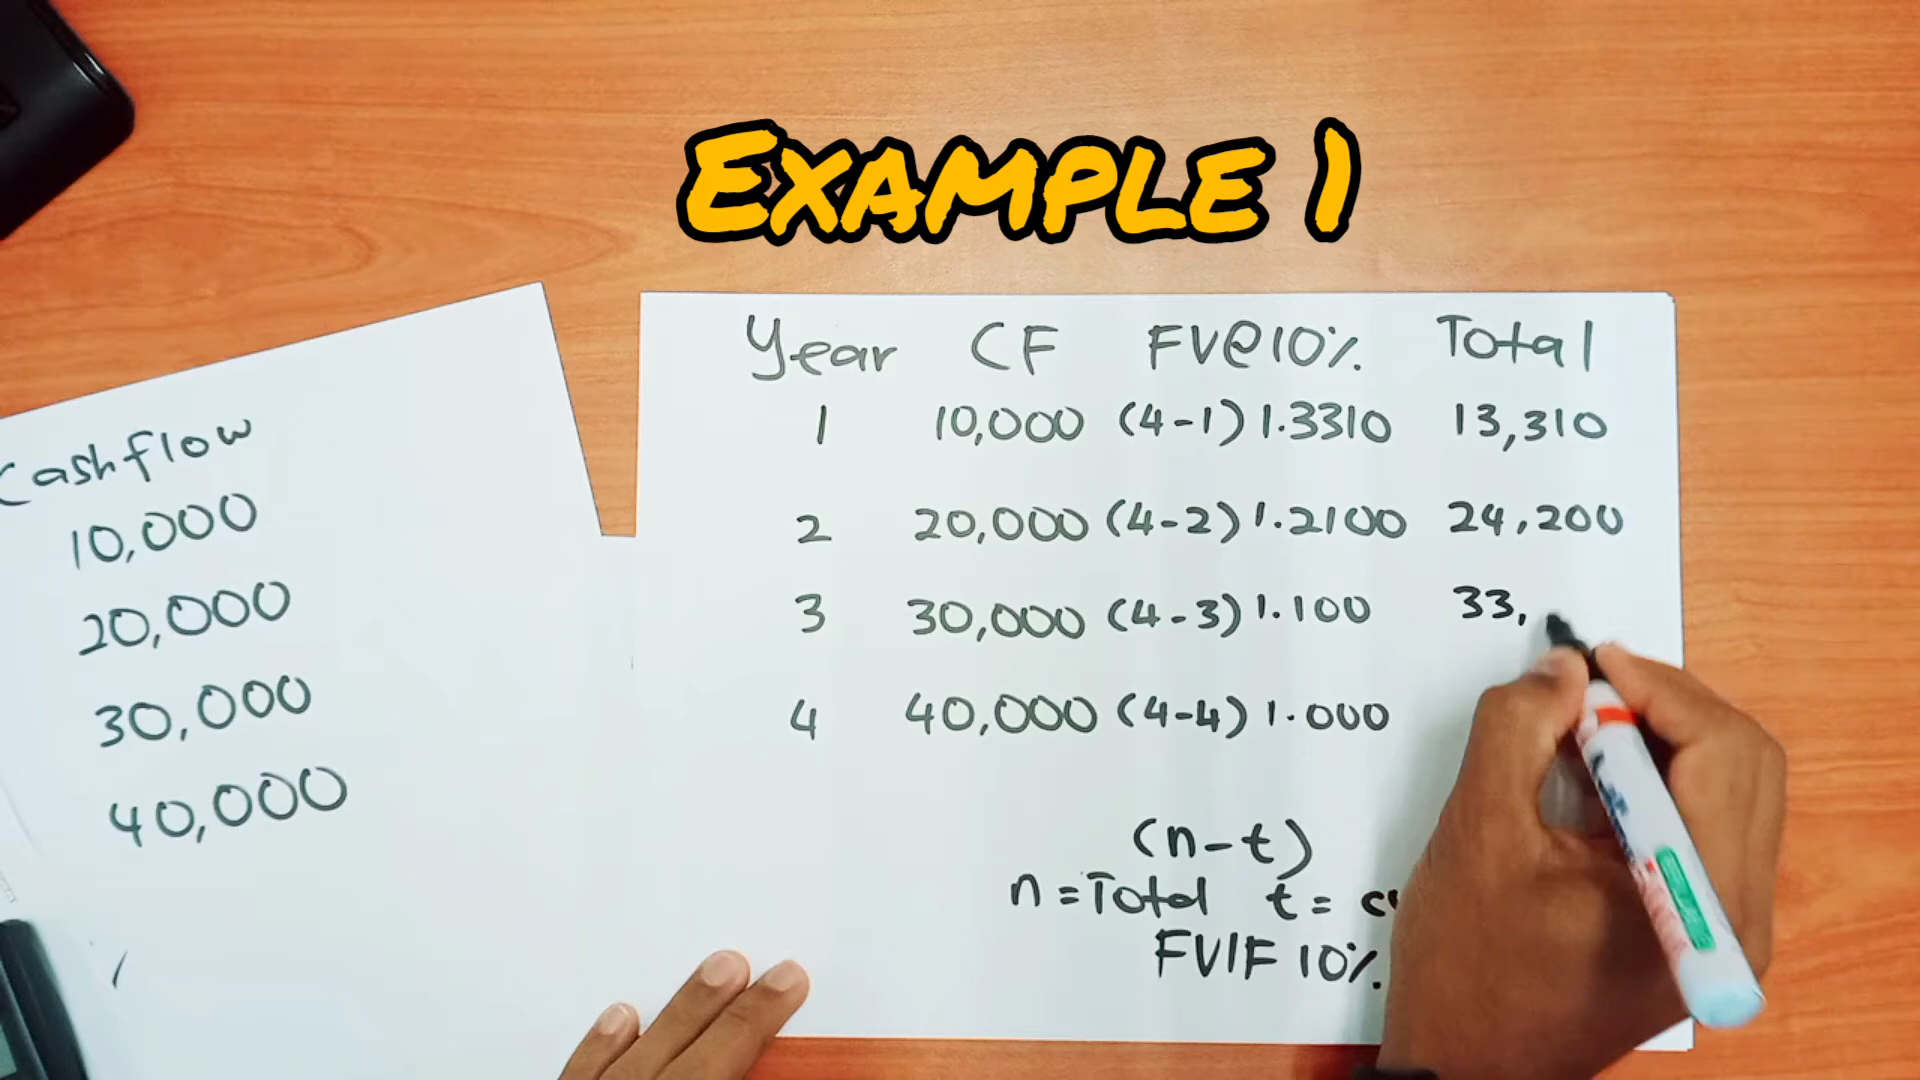 EXAMPLE 1
Cashflow
10,000
20,000
30,000
40,000
Year CF FV@10% Total
1 10,000 (4-1) 1.3310 13,310
2 20,000 (4-2) 1.2100 24,200
3 30,000 (4-3) 1.100 33,
4 40,000 (4-4) 1.000
(n-t)
n = Total t =
FVIF 10%.